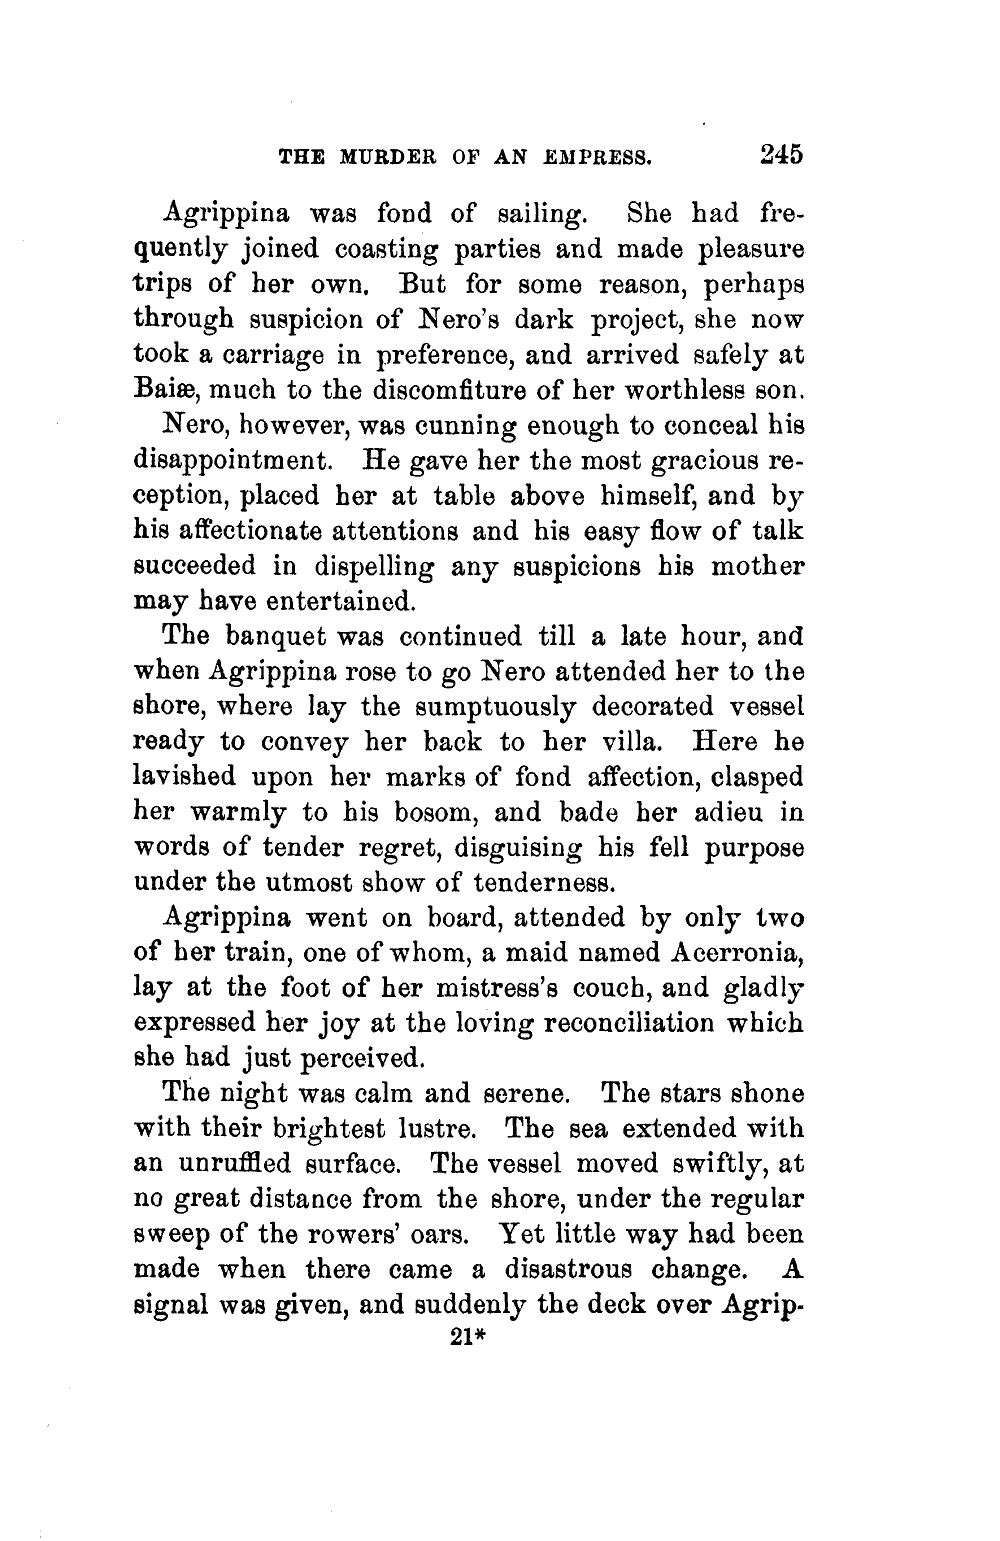 THE MURDER OF AN EMPRESS. 245
Agrippina was fond of sailing. She had fre-
quently joined coasting parties and made pleasure
trips of her own. But for some reason, perhaps
through suspicion of Nero's dark project, she now
took a carriage in preference, and arrived safely at
Baiæ, much to the discomfiture of her worthless son.
Nero, however, was cunning enough to conceal his
disappointment. He gave her the most gracious re-
ception, placed her at table above himself, and by
his affectionate attentions and his easy flow of talk
succeeded in dispelling any suspicions his mother
may have entertained.
The banquet was continued till a late hour, and
when Agrippina rose to go Nero attended her to the
shore, where lay the sumptuously decorated vessel
ready to convey her back to her villa. Here he
lavished upon her marks of fond affection, clasped
her warmly to his bosom, and bade her adieu in
words of tender regret, disguising his fell purpose
under the utmost show of tenderness.
Agrippina went on board, attended by only two
of her train, one of whom, a maid named Acerronia,
lay at the foot of her mistress's couch, and gladly
expressed her joy at the loving reconciliation which
she had just perceived.
The night was calm and serene. The stars shone
with their brightest lustre. The sea extended with
an unruffled surface. The vessel moved swiftly, at
no great distance from the shore, under the regular
sweep of the rowers' oars. Yet little way had been
made when there came a disastrous change. A
signal was given, and suddenly the deck over Agrip-
21*